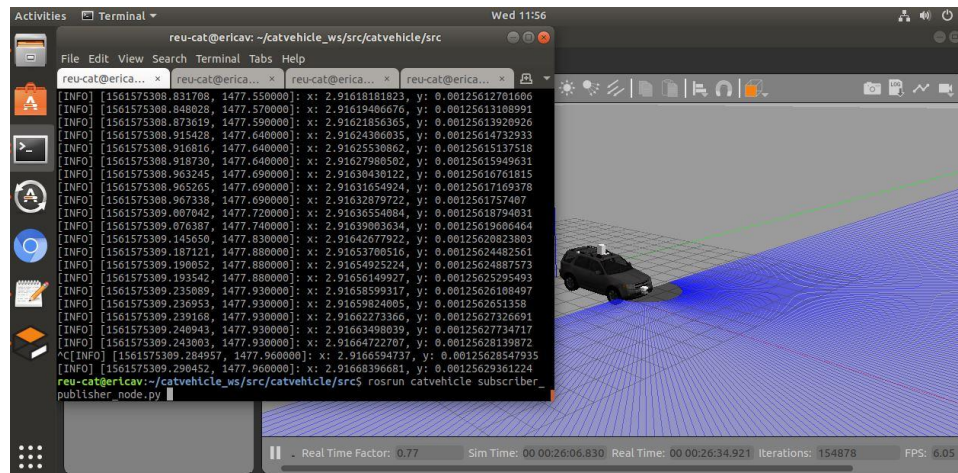 Activities Terminal Wed 11:56
reu-cat@ericav: ~/catvehicle_ws/src/catvehicle/src
File Edit View Search Terminal Tabs Help
reu-cat@erica... × reu-cat@erica... × reu-cat@erica... × reu-cat@erica... ×
[INFO] [1561575308.831708, 1477.550000]: x: 2.91618181823, y: 0.00125612701606
[INFO] [1561575308.848028, 1477.570000]: x: 2.91619406676, y: 0.00125613108991
[INFO] [1561575308.873619, 1477.590000]: x: 2.91621856365, y: 0.00125613920926
[INFO] [1561575308.915428, 1477.640000]: x: 2.91624306035, y: 0.00125614732933
[INFO] [1561575308.916816, 1477.640000]: x: 2.91625530862, y: 0.00125615137518
[INFO] [1561575308.918730, 1477.640000]: x: 2.91627980502, y: 0.00125615949631
[INFO] [1561575308.963245, 1477.690000]: x: 2.91630430122, y: 0.00125616761815
[INFO] [1561575308.965265, 1477.690000]: x: 2.91631654924, y: 0.00125617169378
[INFO] [1561575308.967338, 1477.690000]: x: 2.91632879722, y: 0.00125617574​07
[INFO] [1561575309.007042, 1477.720000]: x: 2.91636554084, y: 0.00125618794031
[INFO] [1561575309.076387, 1477.740000]: x: 2.91639003634, y: 0.00125619606464
[INFO] [1561575309.145650, 1477.830000]: x: 2.91642677922, y: 0.00125620823803
[INFO] [1561575309.187121, 1477.880000]: x: 2.91653700516, y: 0.00125624482561
[INFO] [1561575309.190052, 1477.880000]: x: 2.91654925224, y: 0.00125624887573
[INFO] [1561575309.193542, 1477.880000]: x: 2.91656149927, y: 0.00125625295493
[INFO] [1561575309.235089, 1477.930000]: x: 2.91658599317, y: 0.00125626108497
[INFO] [1561575309.236953, 1477.930000]: x: 2.91659824005, y: 0.0012562651358
[INFO] [1561575309.239168, 1477.930000]: x: 2.91662273366, y: 0.00125627326691
[INFO] [1561575309.240943, 1477.930000]: x: 2.91663498039, y: 0.00125627734717
[INFO] [1561575309.243003, 1477.930000]: x: 2.91664722707, y: 0.00125628139872
^C[INFO] [1561575309.284957, 1477.960000]: x: 2.9166594737, y: 0.00125628547935
[INFO] [1561575309.290452, 1477.960000]: x: 2.91668396681, y: 0.00125629361224
reu-cat@ericav:~/catvehicle_ws/src/catvehicle/src$ rosrun catvehicle subscriber_
publisher_node.py
Real Time Factor: 0.77 Sim Time: 00 00:26:06.830 Real Time: 00 00:26:34.921 Iterations: 154878 FPS: 6.05